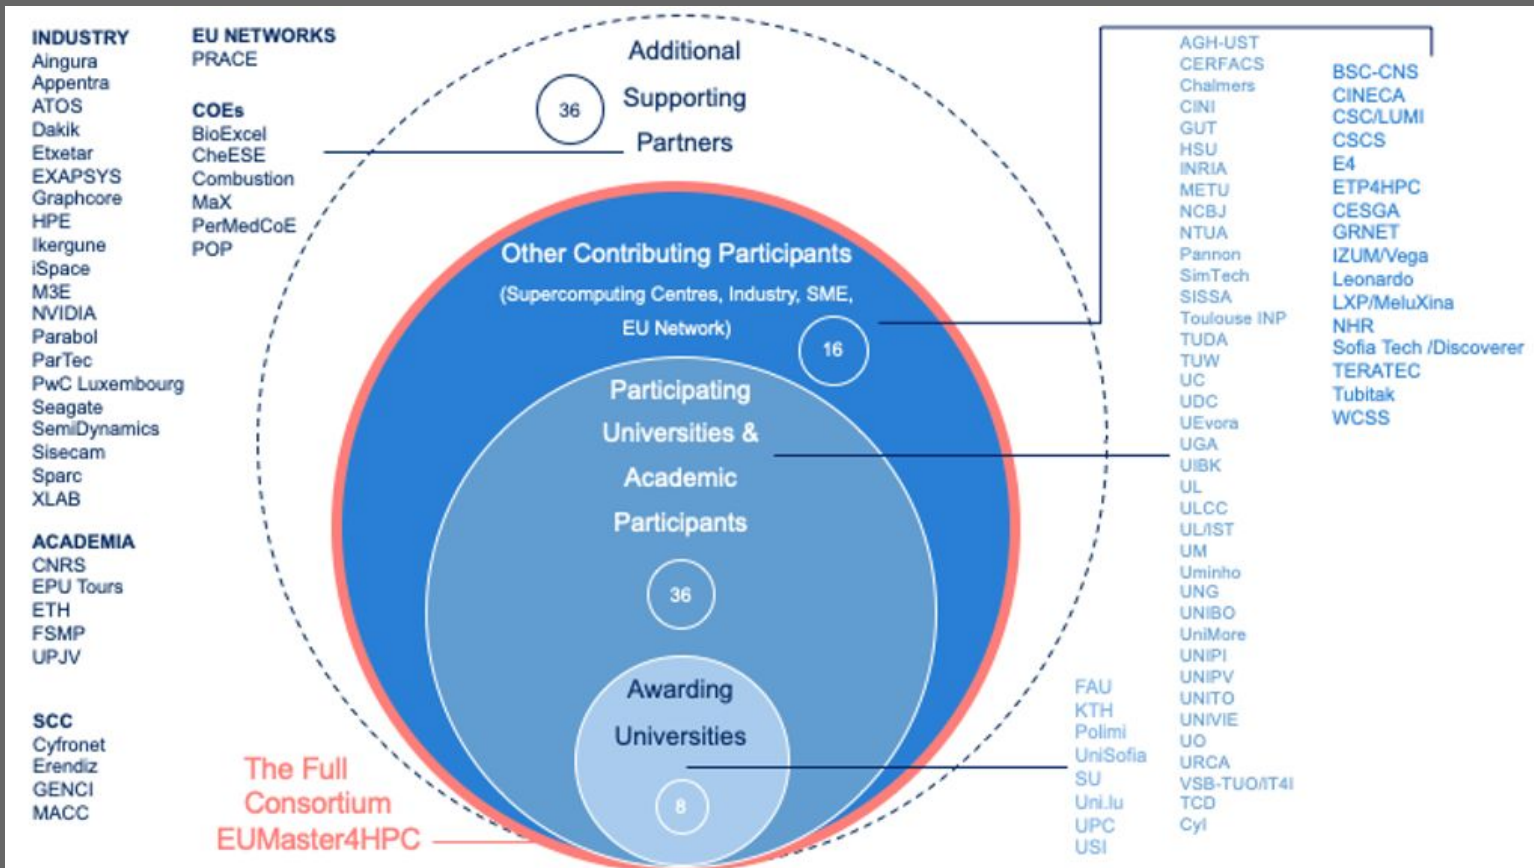 INDUSTRY
Aingura
Appentra
ATOS
Dakik
Etxetar
EXAPSYS
Graphcore
HPE
Ikergune
iSpace
M3E
NVIDIA
Parabol
ParTec
PwC Luxembourg
Seagate
SemiDynamics
Sisecam
Sparc
XLAB
ACADEMIA
CNRS
EPU Tours
ETH
FSMP
UPJV
SCC
Cyfronet
Erendiz
GENCI
MACC
EU NETWORKS
PRACE
COEs
BioExcel
CheESE
Combustion
MaX
PerMedCoE
POP
Additional
Supporting
Partners
36
Other Contributing Participants
(Supercomputing Centres, Industry, SME,
EU Network)
16
Participating
Universities &
Academic
Participants
36
Awarding
Universities
8
The Full
Consortium
EUMaster4HPC
FAU
KTH
Polimi
UniSofia
SU
Uni.lu
UPC
USI
AGH-UST
CERFACS
Chalmers
CINI
GUT
HSU
INRIA
METU
NCBJ
NTUA
Pannon
SimTech
SISSA
Toulouse INP
TUDA
TUW
UC
UDC
UEvora
UGA
UIBK
UL
ULCC
UL/IST
UM
Uminho
UNG
UNIBO
UniMore
UNIPI
UNIPV
UNITO
UNIVIE
UO
URCA
VSB-TUO/IT4I
TCD
CyI
BSC-CNS
CINECA
CSC/LUMI
CSCS
E4
ETP4HPC
CESGA
GRNET
IZUM/Vega
Leonardo
LXP/MeluXina
NHR
Sofia Tech /Discoverer
TERATEC
Tubitak
WCSS